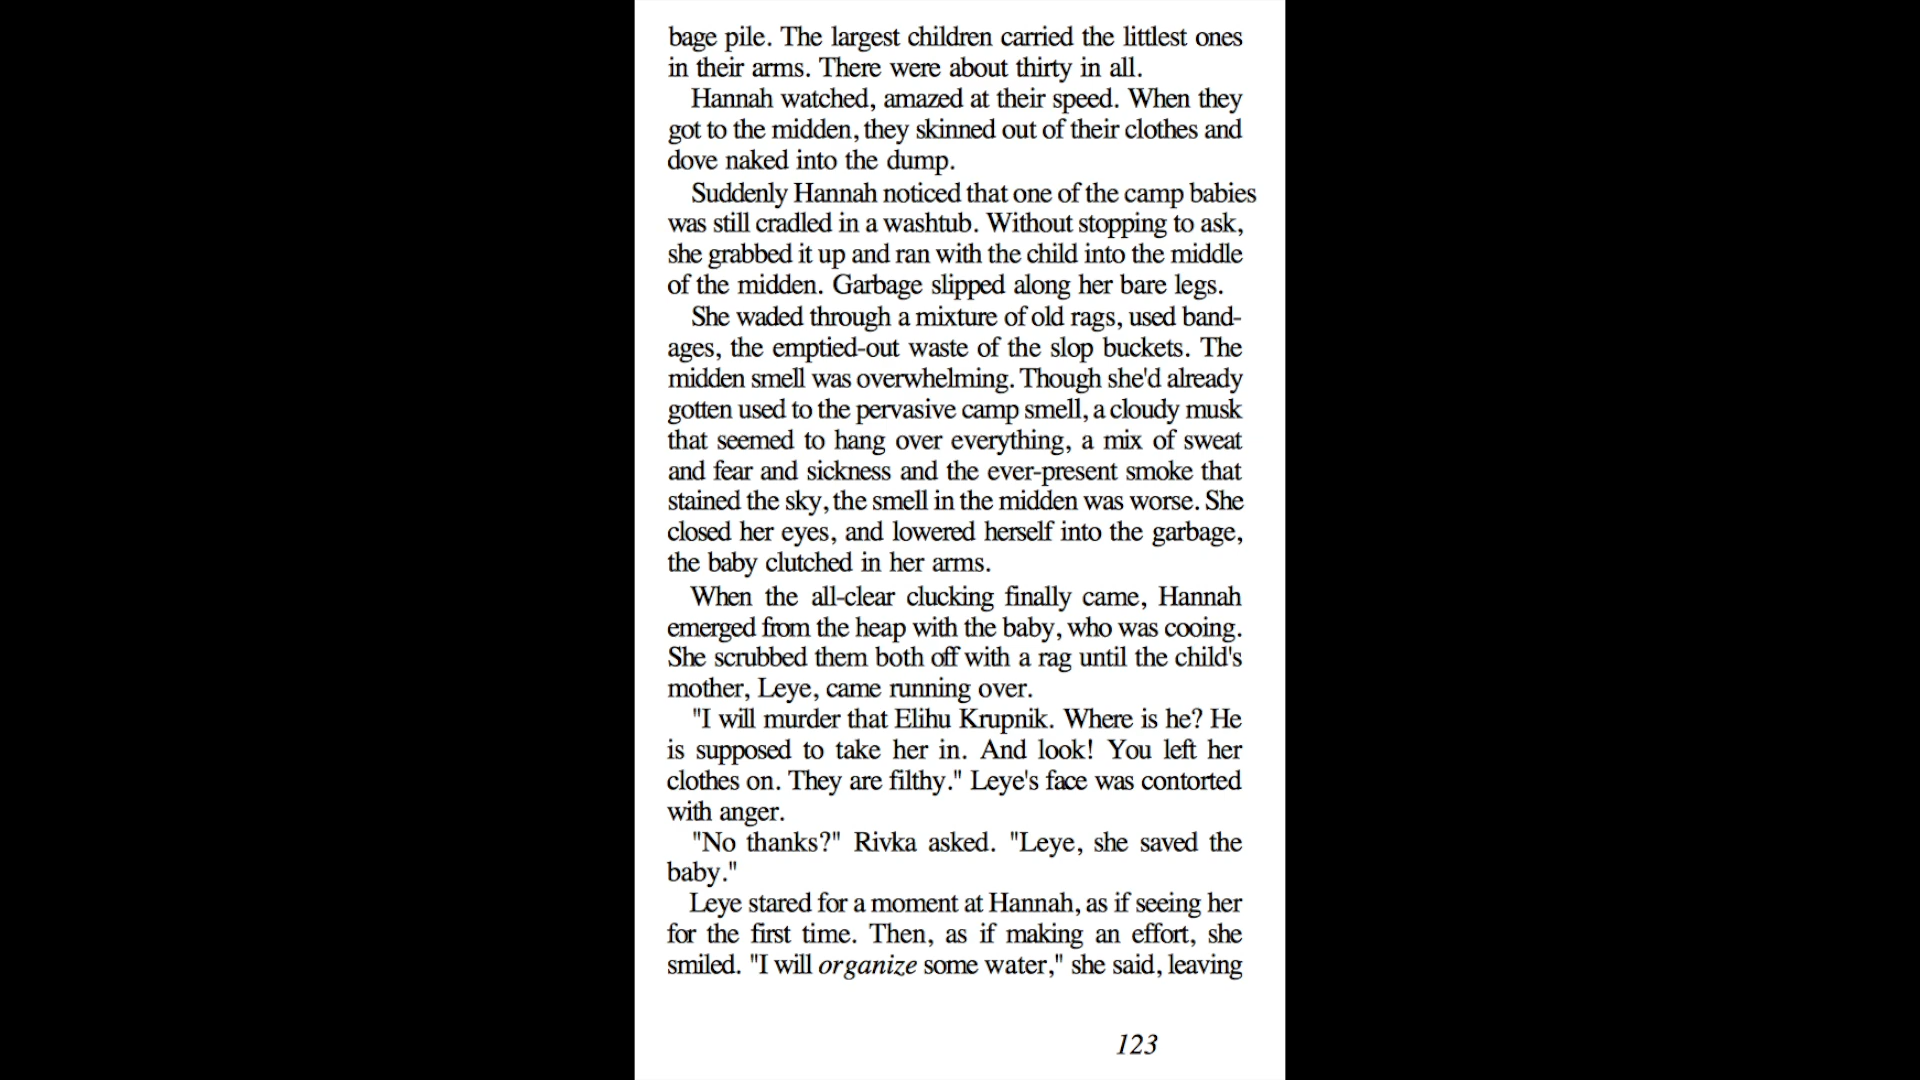 bage pile. The largest children carried the littlest ones
in their arms. There were about thirty in all.
Hannah watched, amazed at their speed. When they
got to the midden, they skinned out of their clothes and
dove naked into the dump.
Suddenly Hannah noticed that one of the camp babies
was still cradled in a washtub. Without stopping to ask,
she grabbed it up and ran with the child into the middle
of the midden. Garbage slipped along her bare legs.
She waded through a mixture of old rags, used band-
ages, the emptied-out waste of the slop buckets. The
midden smell was overwhelming. Though she'd already
gotten used to the pervasive camp smell, a cloudy musk
that seemed to hang over everything, a mix of sweat
and fear and sickness and the ever-present smoke that
stained the sky, the smell in the midden was worse. She
closed her eyes, and lowered herself into the garbage,
the baby clutched in her arms.
When the all-clear clucking finally came, Hannah
emerged from the heap with the baby, who was cooing.
She scrubbed them both off with a rag until the child's
mother, Leye, came running over.
"I will murder that Elihu Krupnik. Where is he? He
is supposed to take her in. And look! You left her
clothes on. They are filthy." Leye's face was contorted
with anger.
"No thanks?" Rivka asked. "Leye, she saved the
baby."
Leye stared for a moment at Hannah, as if seeing her
for the first time. Then, as if making an effort, she
smiled. "I will organize some water," she said, leaving
123